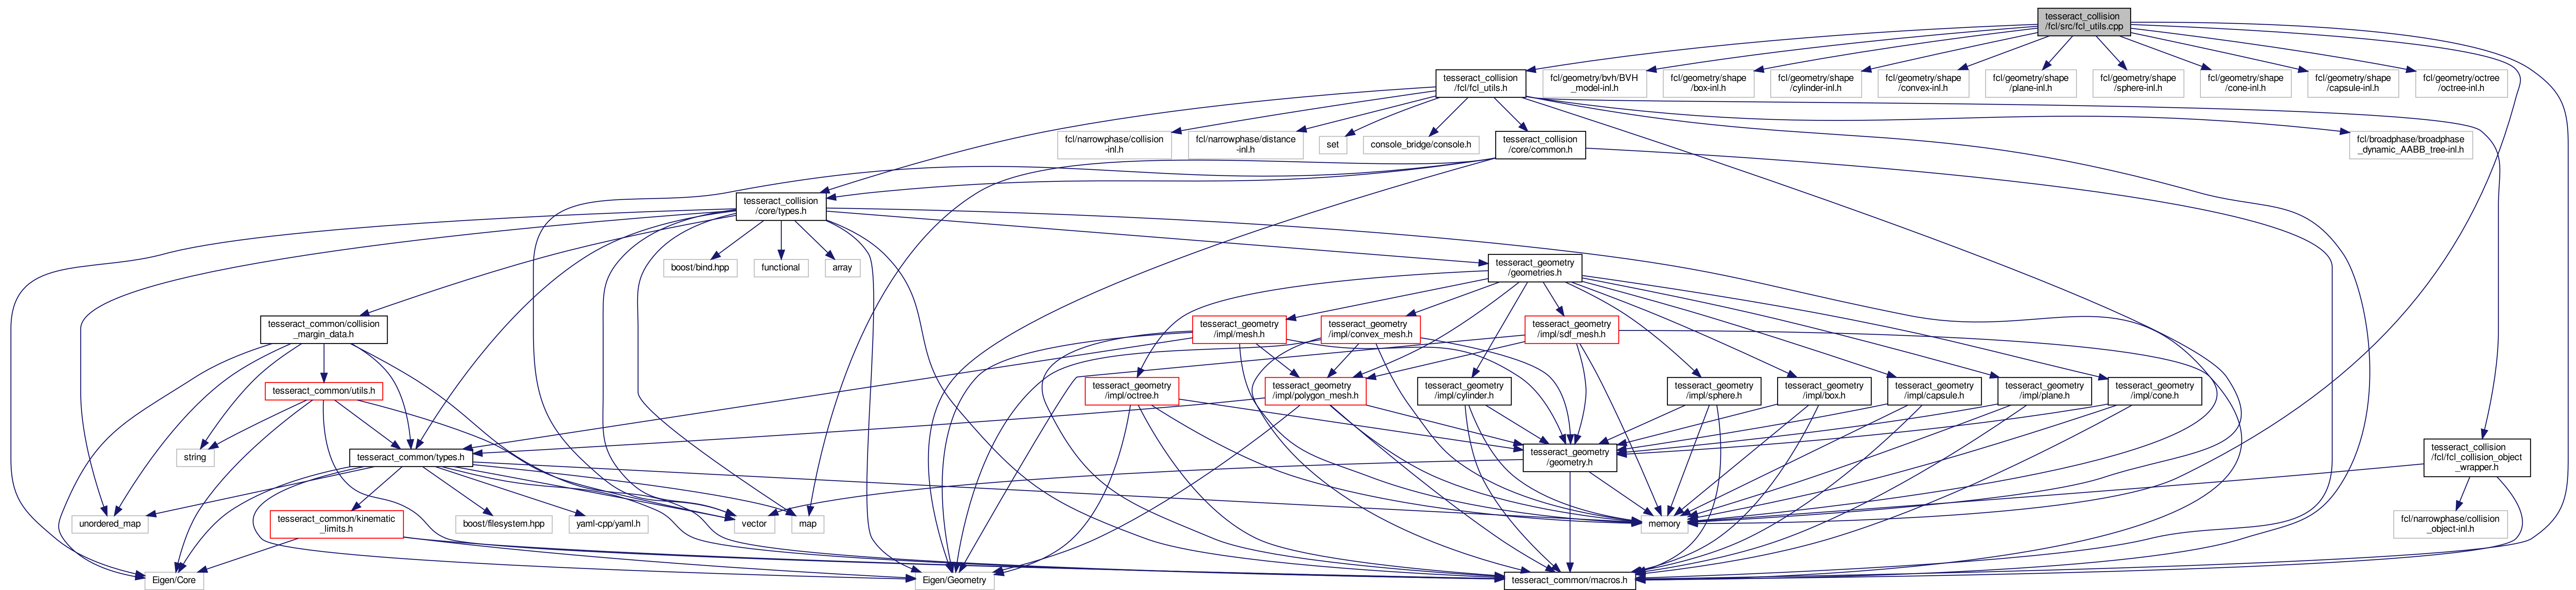 tesseract_collision
/fcl/src/fcl_utils.cpp
tesseract_collision
/fcl/fcl_utils.h
fcl/geometry/bvh/BVH
_model-inl.h
fcl/geometry/shape
/box-inl.h
fcl/geometry/shape
/cylinder-inl.h
fcl/geometry/shape
/convex-inl.h
fcl/geometry/shape
/plane-inl.h
fcl/geometry/shape
/sphere-inl.h
fcl/geometry/shape
/cone-inl.h
fcl/geometry/shape
/capsule-inl.h
fcl/geometry/octree
/octree-inl.h
fcl/narrowphase/collision
-inl.h
fcl/narrowphase/distance
-inl.h
set
console_bridge/console.h
tesseract_collision
/core/common.h
fcl/broadphase/broadphase
_dynamic_AABB_tree-inl.h
tesseract_collision
/core/types.h
boost/bind.hpp
functional
array
tesseract_geometry
/geometries.h
tesseract_common/collision
_margin_data.h
tesseract_geometry
/impl/mesh.h
tesseract_geometry
/impl/convex_mesh.h
tesseract_geometry
/impl/sdf_mesh.h
tesseract_common/utils.h
tesseract_geometry
/impl/octree.h
tesseract_geometry
/impl/polygon_mesh.h
tesseract_geometry
/impl/cylinder.h
tesseract_geometry
/impl/sphere.h
tesseract_geometry
/impl/box.h
tesseract_geometry
/impl/capsule.h
tesseract_geometry
/impl/plane.h
tesseract_geometry
/impl/cone.h
string
tesseract_common/types.h
tesseract_geometry
/geometry.h
tesseract_collision
/fcl/fcl_collision_object
_wrapper.h
unordered_map
tesseract_common/kinematic
_limits.h
boost/filesystem.hpp
yaml-cpp/yaml.h
vector
map
memory
fcl/narrowphase/collision
_object-inl.h
Eigen/Core
Eigen/Geometry
tesseract_common/macros.h